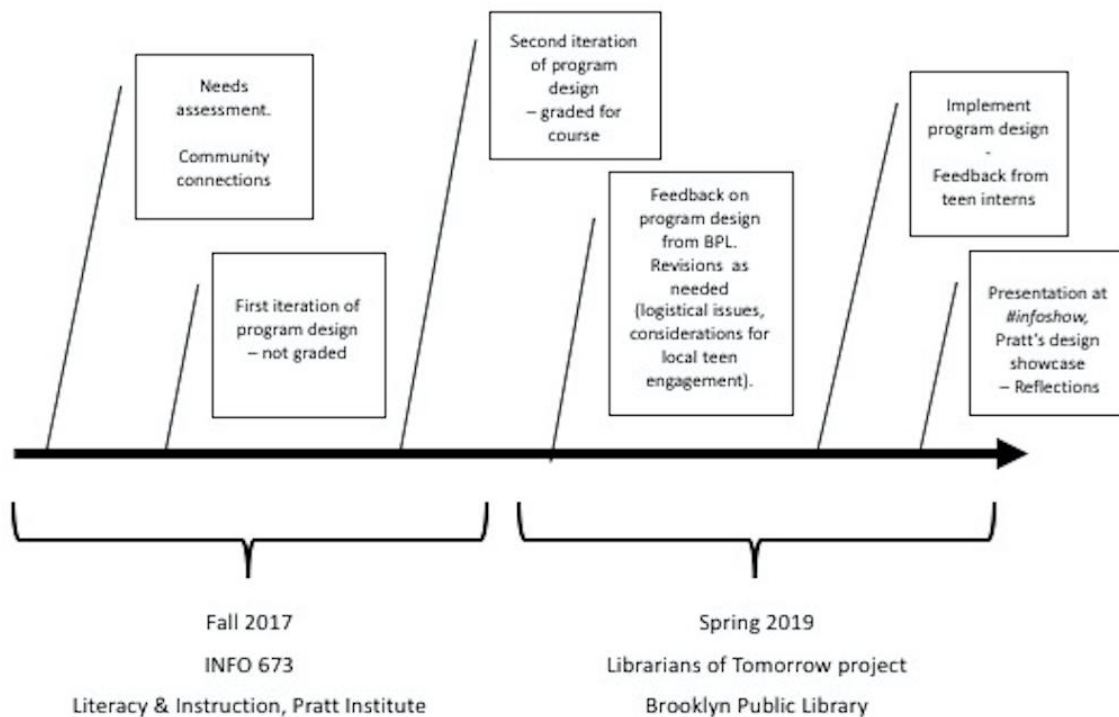 Needs
assessment.
Community
connections
First iteration of
program design
– not graded
Second iteration
of program
design
– graded for
course
Feedback on
program design
from BPL.
Revisions as
needed
(logistical issues,
considerations for
local teen
engagement).
Implement
program design
-
Feedback from
teen interns
Presentation at
#infoshow,
Pratt's design
showcase
– Reflections
Fall 2017
INFO 673
Literacy & Instruction, Pratt Institute
Spring 2019
Librarians of Tomorrow project
Brooklyn Public Library